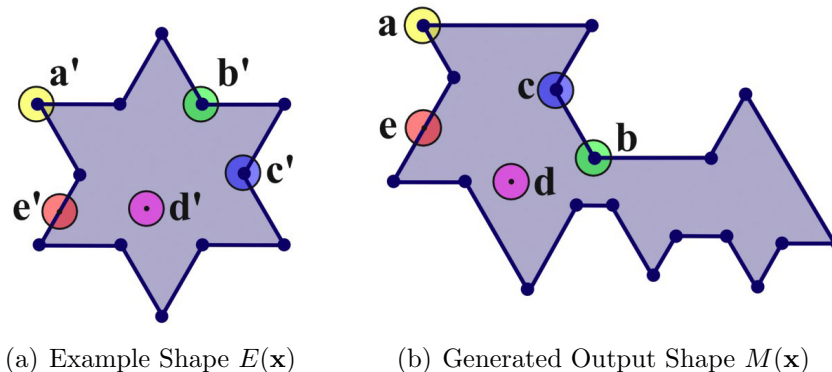 a
a' b'
c
c'
e
b
e' d'
d
(a) Example Shape E(x)
(b) Generated Output Shape M(x)